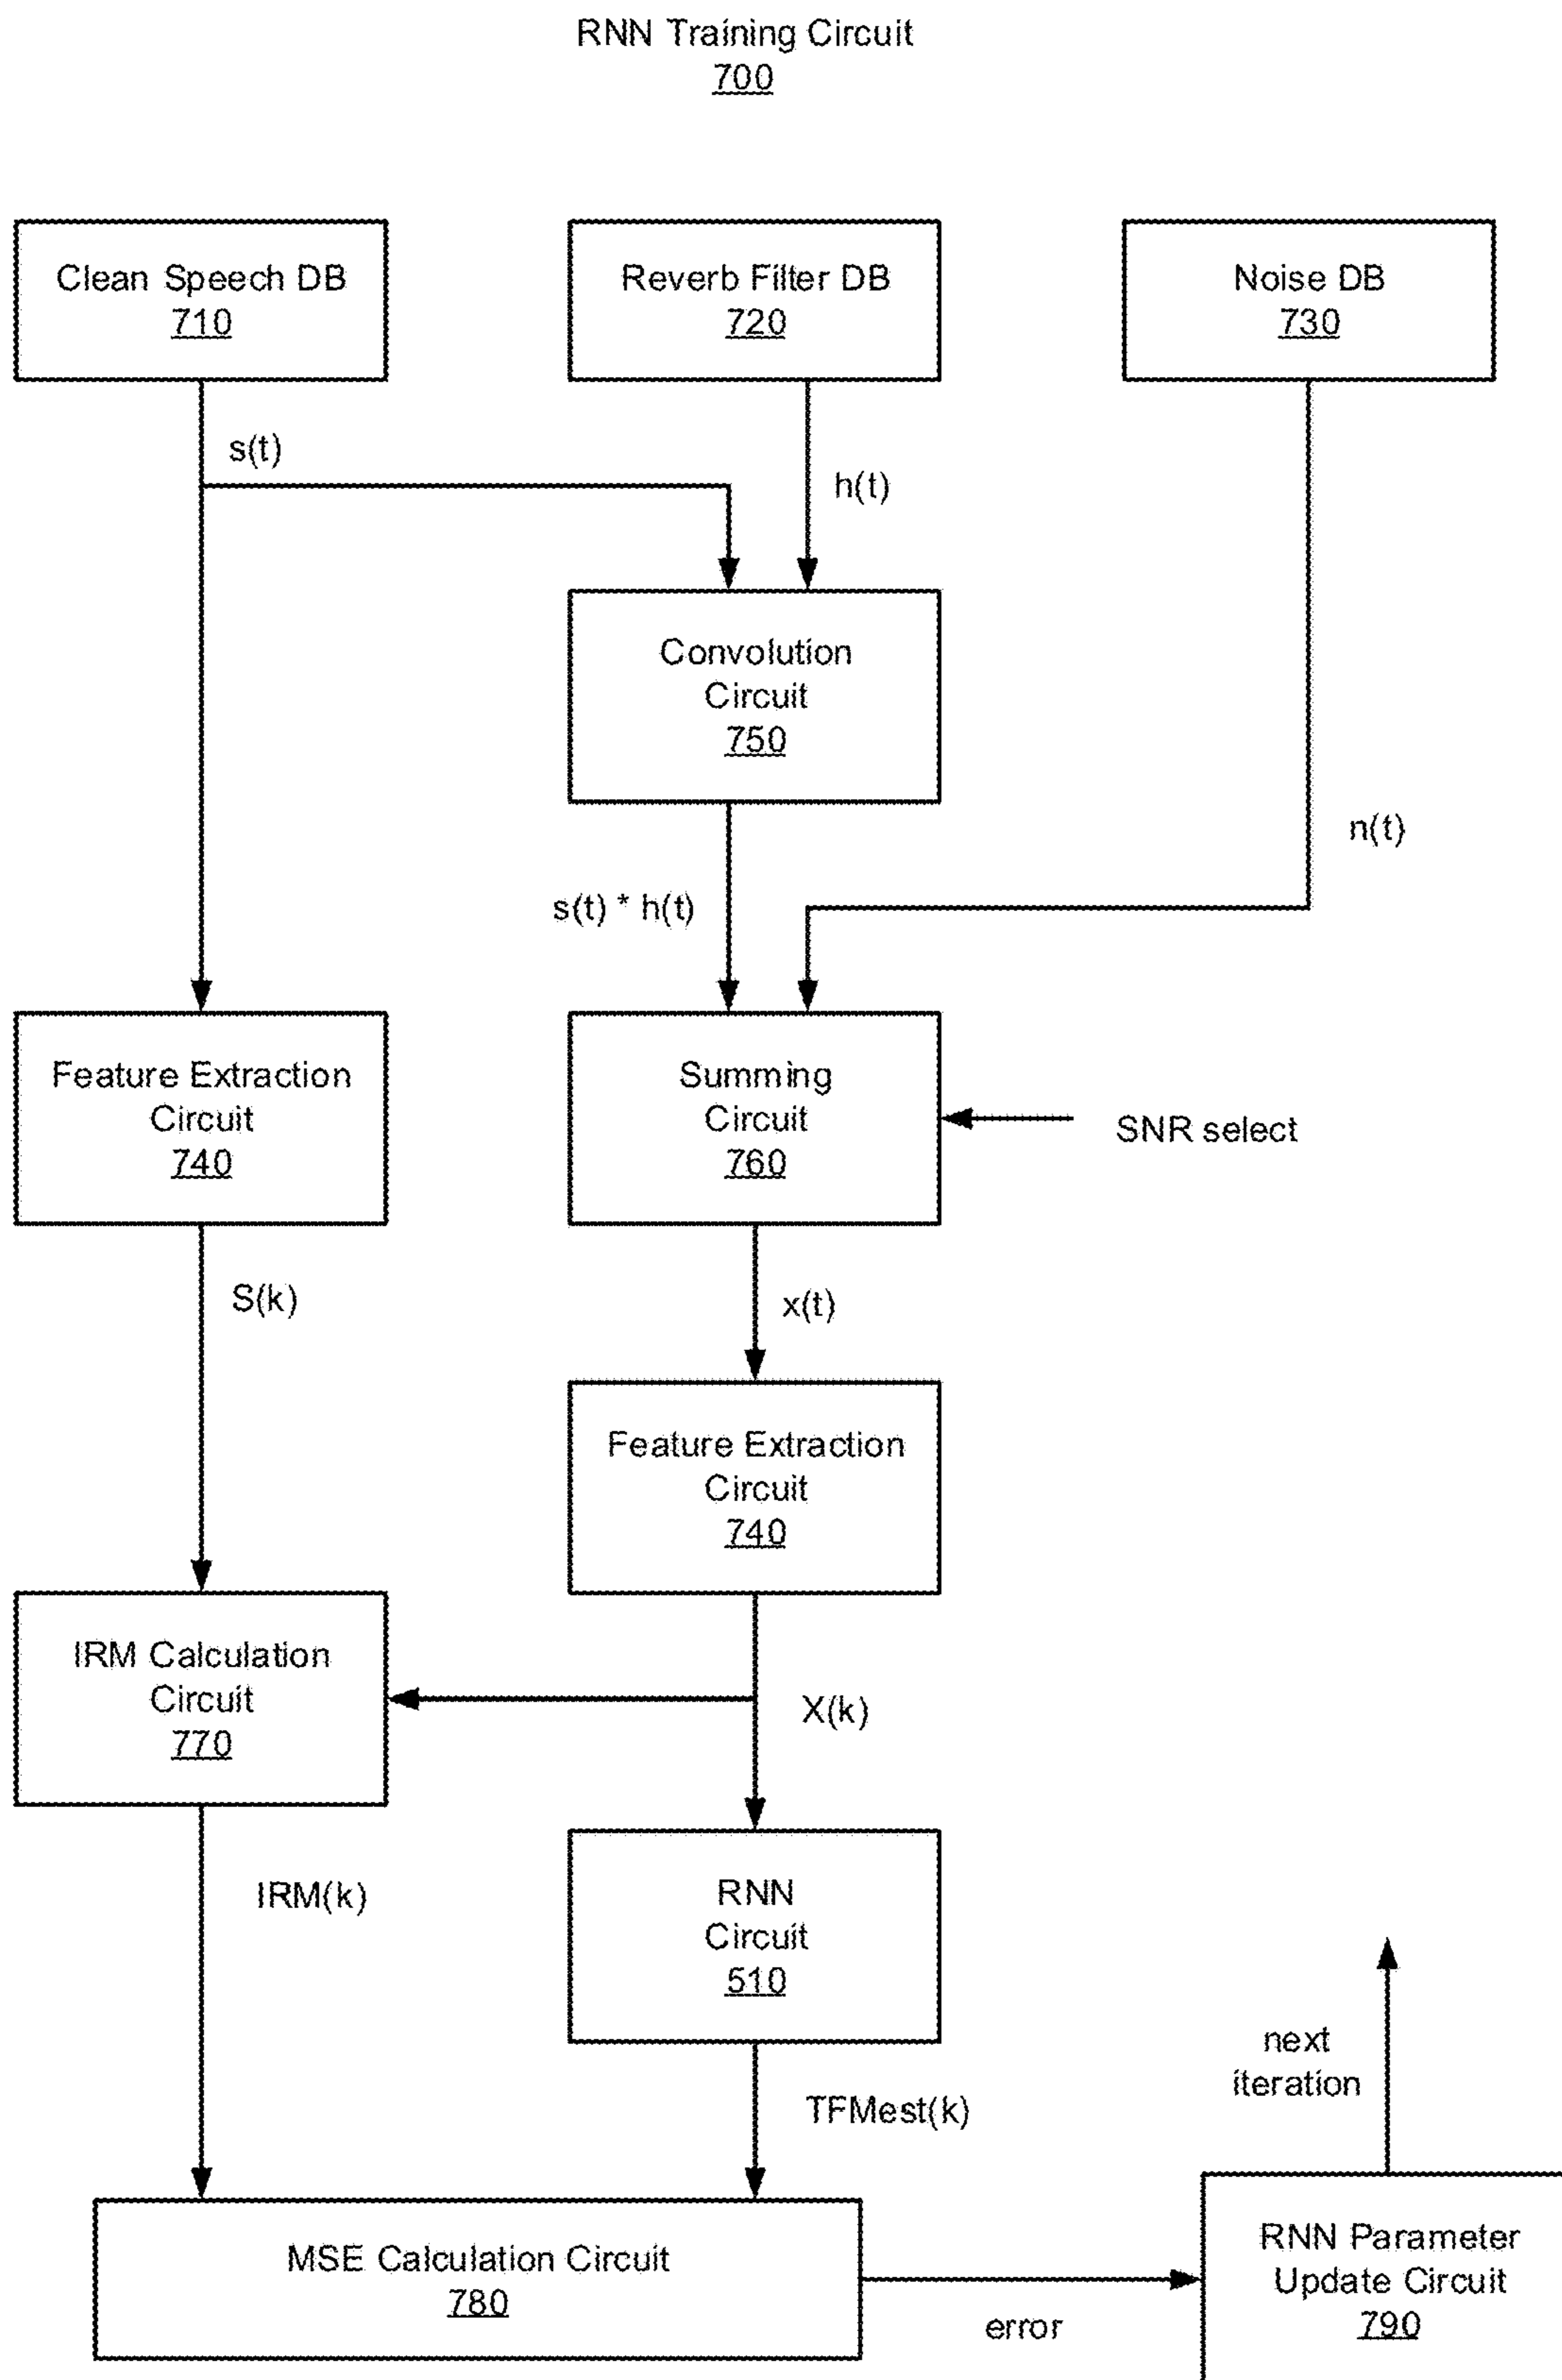 RNN Training Circuit
700
Clean Speech DB
710
Reverb Filter DB
720
Noise DB
730
s(t)
h(t)
Convolution
Circuit
750
n(t)
s(t) * h(t)
Feature Extraction
Circuit
740
Summing
Circuit
760
SNR select
S(k)
x(t)
Feature Extraction
Circuit
740
IRM Calculation
Circuit
770
X(k)
IRM(k)
RNN
Circuit
510
next
iteration
TFMest(k)
MSE Calculation Circuit
780
error
RNN Parameter
Update Circuit
790